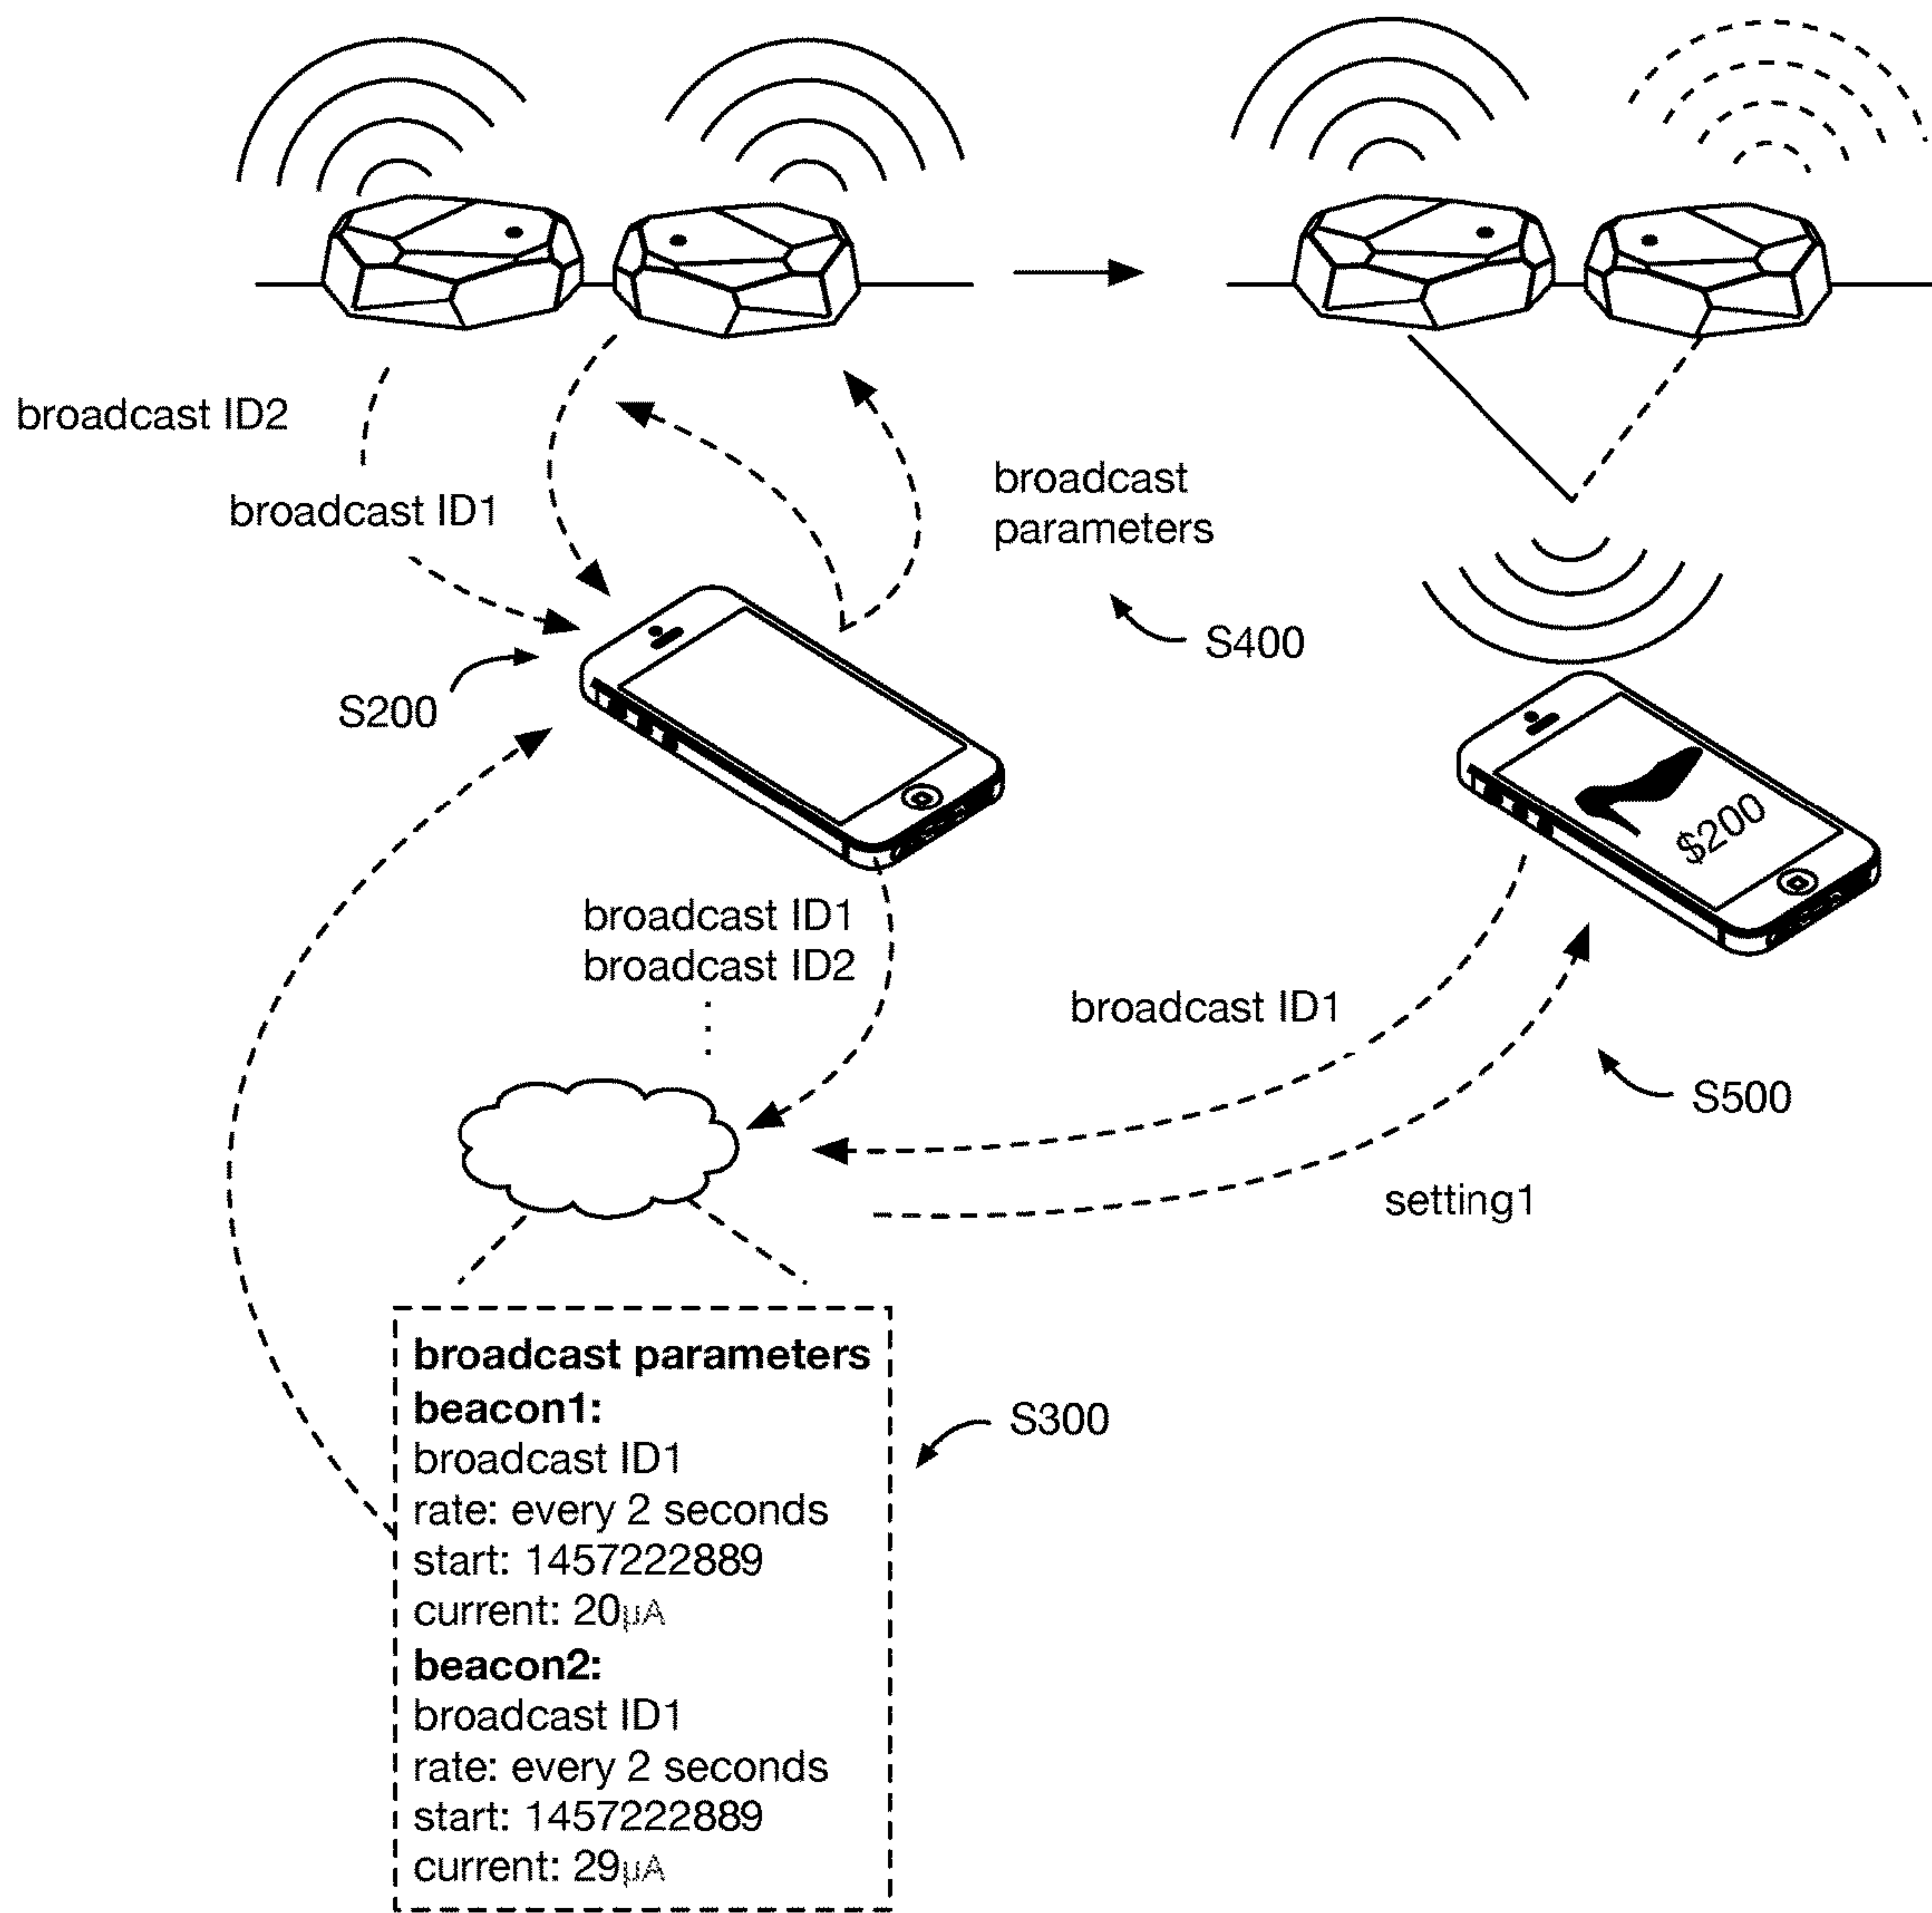 broadcast ID2
broadcast ID1
broadcast
parameters
S400
S200
$200
broadcast ID1
broadcast ID2
broadcast ID1
S500
setting1
broadcast parameters
beacon1:
broadcast ID1
rate: every 2 seconds
start: 1457222889
current: 20µA
beacon2:
broadcast ID1
rate: every 2 seconds
start: 1457222889
current: 29µA
S300